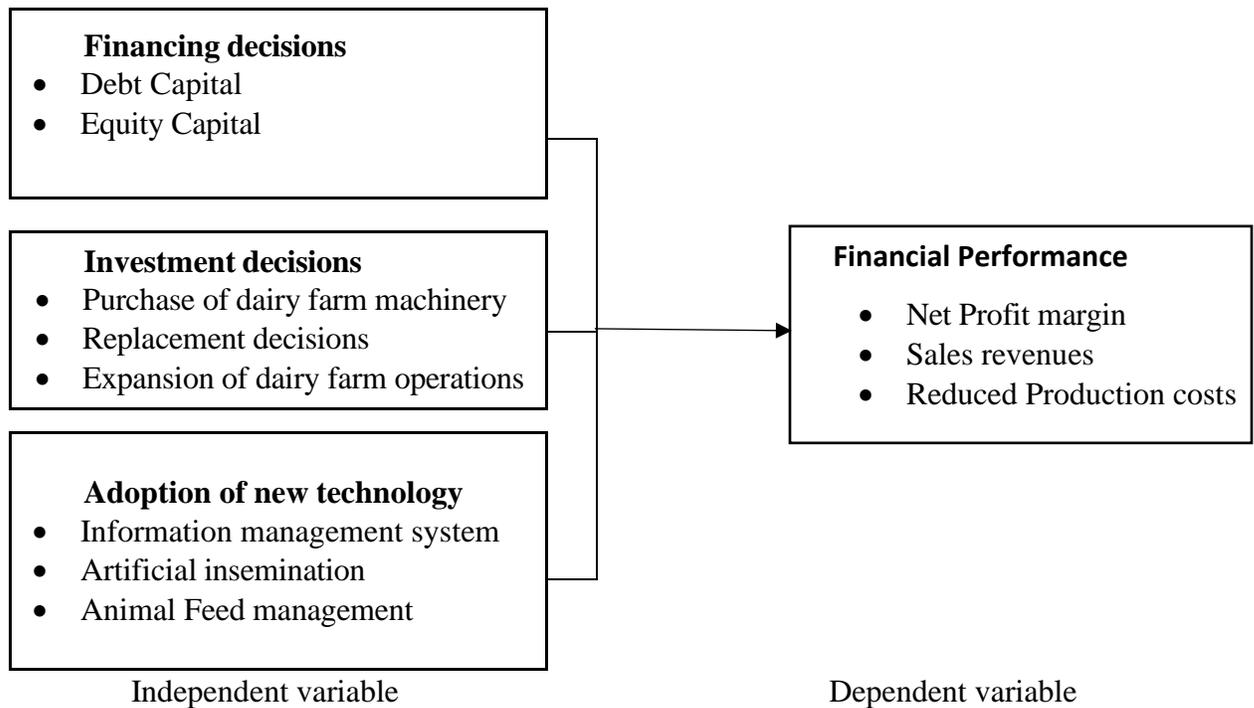 Financing decisions
• Debt Capital
• Equity Capital
Investment decisions
• Purchase of dairy farm machinery
• Replacement decisions
• Expansion of dairy farm operations
Adoption of new technology
• Information management system
• Artificial insemination
• Animal Feed management
Independent variable
Financial Performance
• Net Profit margin
• Sales revenues
• Reduced Production costs
Dependent variable